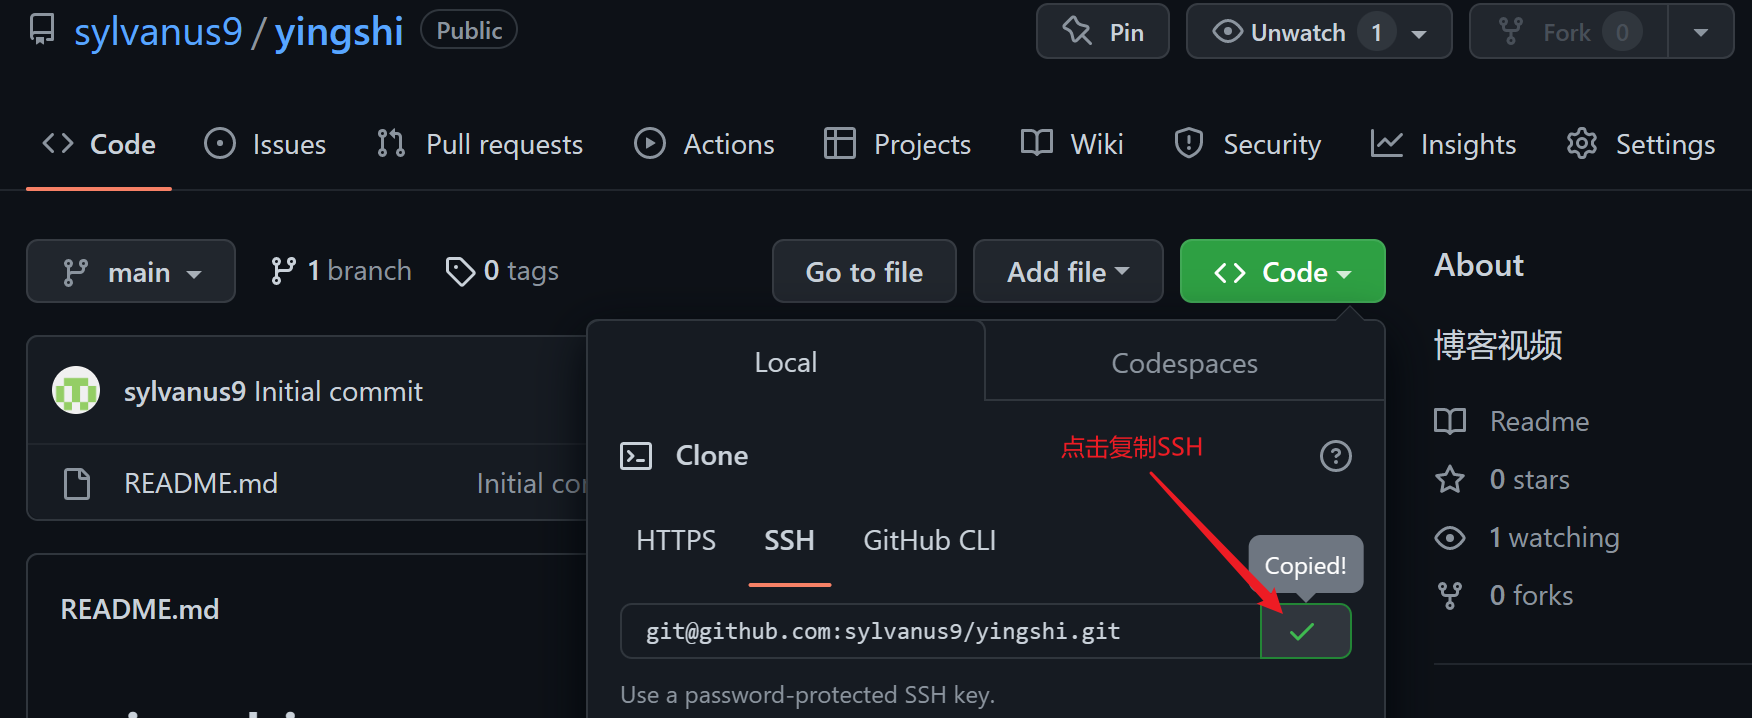 sylvanus9 / yingshi Public
Pin
Unwatch 1
Fork 0
Code Issues Pull requests Actions Projects Wiki Security Insights Settings
main
1 branch
0 tags
Go to file
Add file
Code
About
博客视频
Readme
0 stars
1 watching
0 forks
sylvanus9 Initial commit
README.md
Initial
README.md
Local
Codespaces
Clone
点击复制SSH
HTTPS SSH GitHub CLI
Copied!
git@github.com:sylvanus9/yingshi.git
Use a password-protected SSH key.